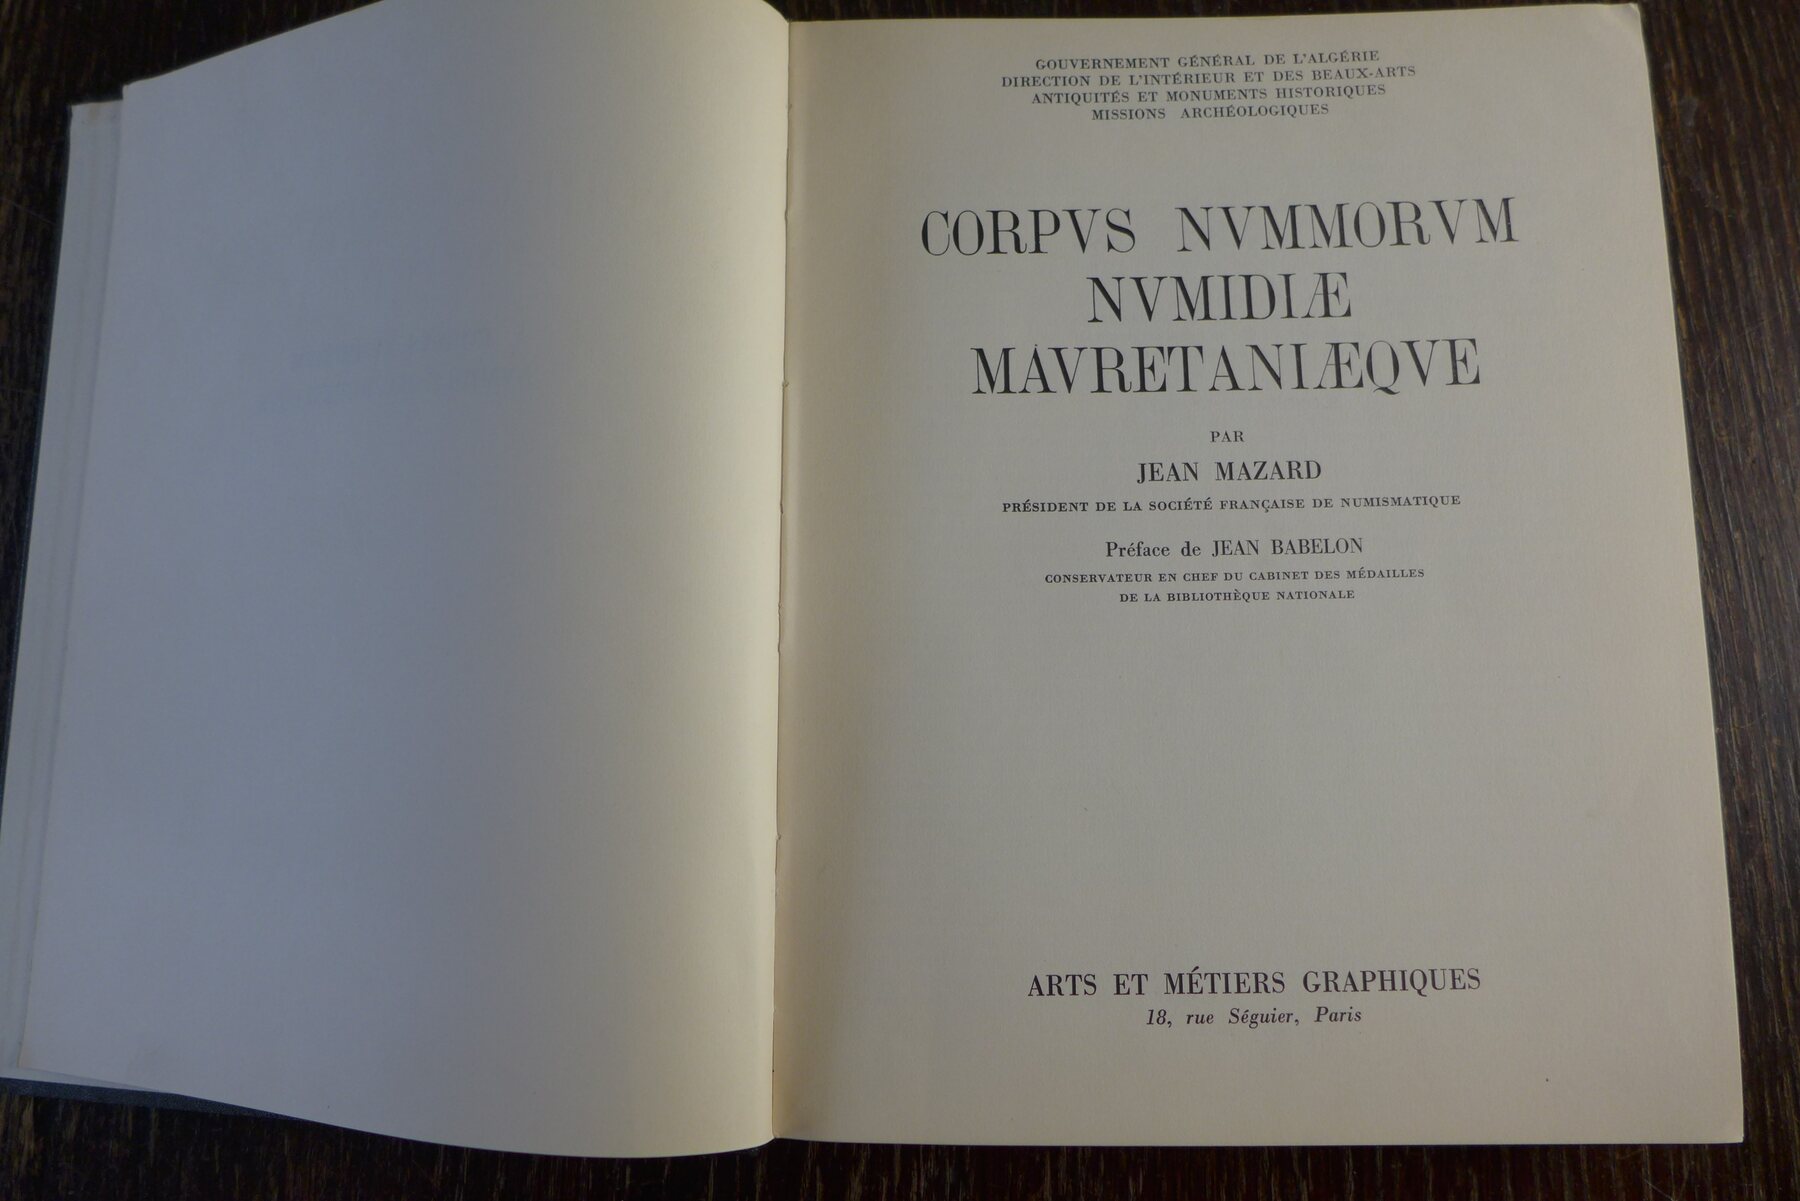 GOUVERNEMENT GÉNÉRAL DE L'ALGÉRIE
DIRECTION DE L'INTÉRIEUR ET DES BEAUX-ARTS
ANTIQUITÉS ET MONUMENTS HISTORIQUES
MISSIONS ARCHÉOLOGIQUES
CORPVS NVMMORVM
NVMIDIÆ
MAVRETANIÆQVE
PAR
JEAN MAZARD
PRÉSIDENT DE LA SOCIÉTÉ FRANÇAISE DE NUMISMATIQUE
Préface de JEAN BABELON
CONSERVATEUR EN CHEF DU CABINET DES MÉDAILLES
DE LA BIBLIOTHÈQUE NATIONALE
ARTS ET MÉTIERS GRAPHIQUES
18, rue Séguier, Paris